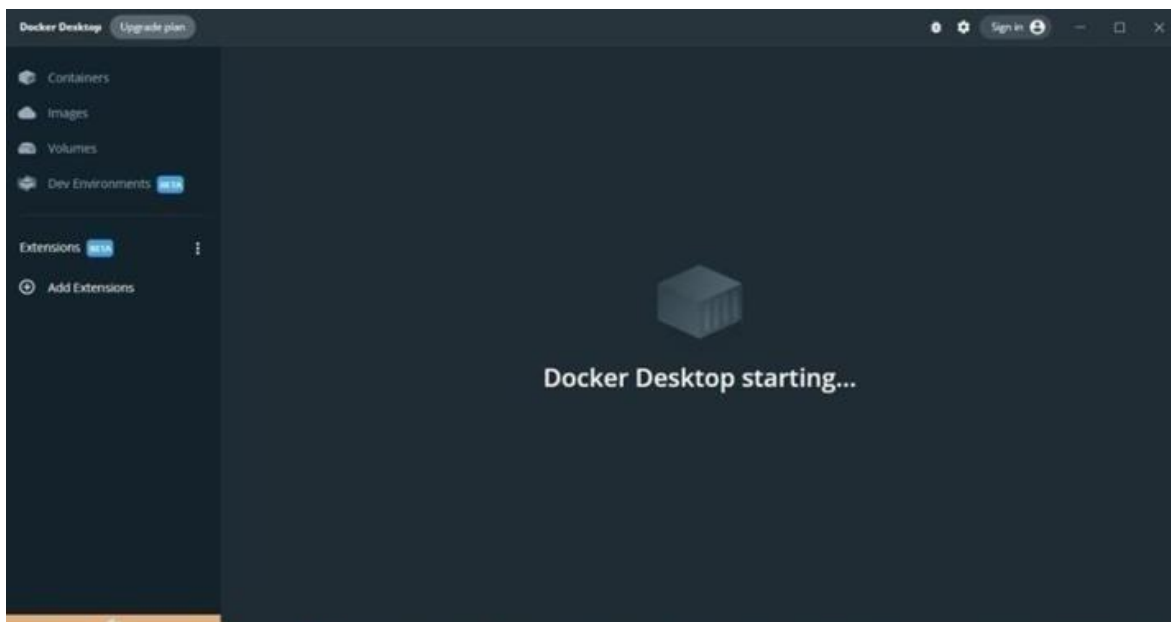 Docker Desktop Upgrade plan Sign in
Containers
Images
Volumes
Dev Environments BETA
Extensions BETA
Add Extensions
Docker Desktop starting...